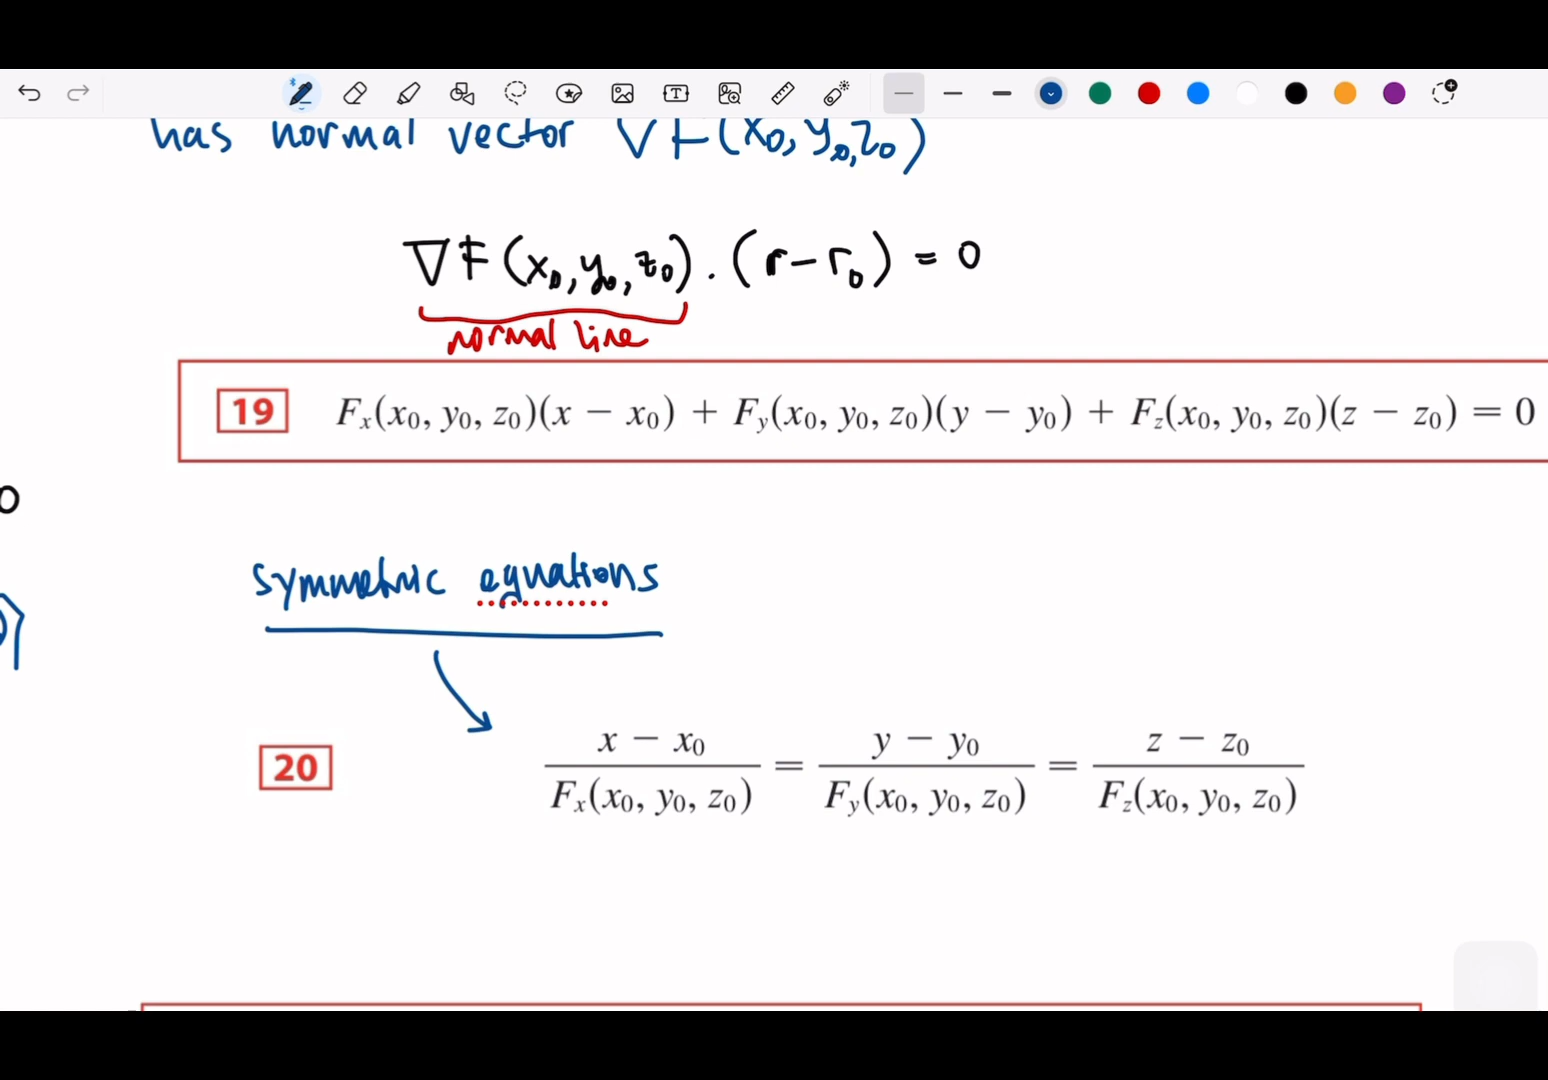 has normal vector ∇F(x₀, y₀, z₀)
∇F(x₀, y₀, z₀) · (r − r₀) = 0
normal line
19 Fₓ(x₀, y₀, z₀)(x − x₀) + F_y(x₀, y₀, z₀)(y − y₀) + F_z(x₀, y₀, z₀)(z − z₀) = 0
0
symmetric equations
20 (x − x₀)/Fₓ(x₀, y₀, z₀) = (y − y₀)/F_y(x₀, y₀, z₀) = (z − z₀)/F_z(x₀, y₀, z₀)